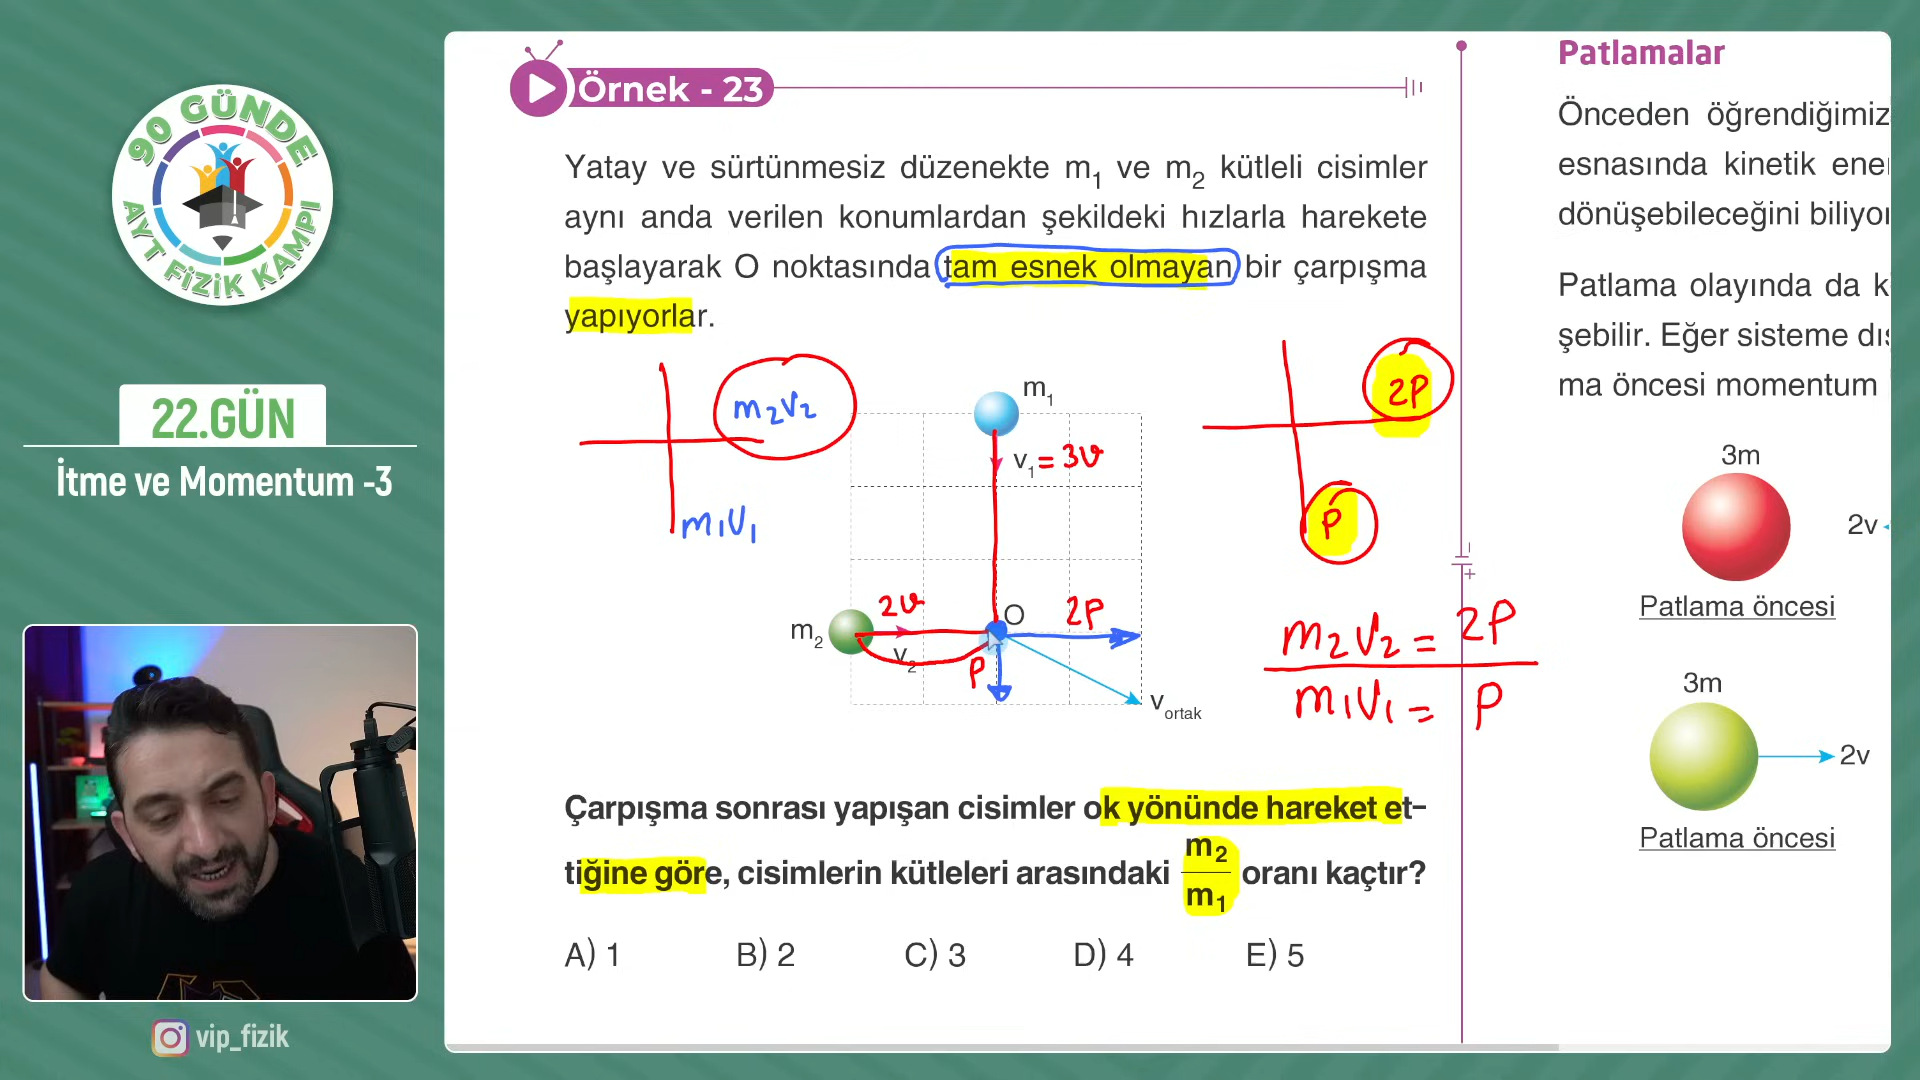 90 GÜNDE
AYT FİZİK KAMPI
22.GÜN
İtme ve Momentum -3
vip_fizik
Örnek - 23
Yatay ve sürtünmesiz düzenekte m1 ve m2 kütleli cisimler
aynı anda verilen konumlardan şekildeki hızlarla harekete
başlayarak O noktasında tam esnek olmayan bir çarpışma
yapıyorlar.
m2v2
m1v1
m1
v1 = 3v
m2
2v
v2
O
2P
P
vortak
2P
P
m2v2 = 2P
m1v1 = P
Çarpışma sonrası yapışan cisimler ok yönünde hareket et-
tiğine göre, cisimlerin kütleleri arasındaki m2/m1 oranı kaçtır?
A) 1 B) 2 C) 3 D) 4 E) 5
Patlamalar
Önceden öğrendiğimiz
esnasında kinetik ener
dönüşebileceğini biliyor
Patlama olayında da k
şebilir. Eğer sisteme dış
ma öncesi momentum
3m
2v
Patlama öncesi
3m
2v
Patlama öncesi